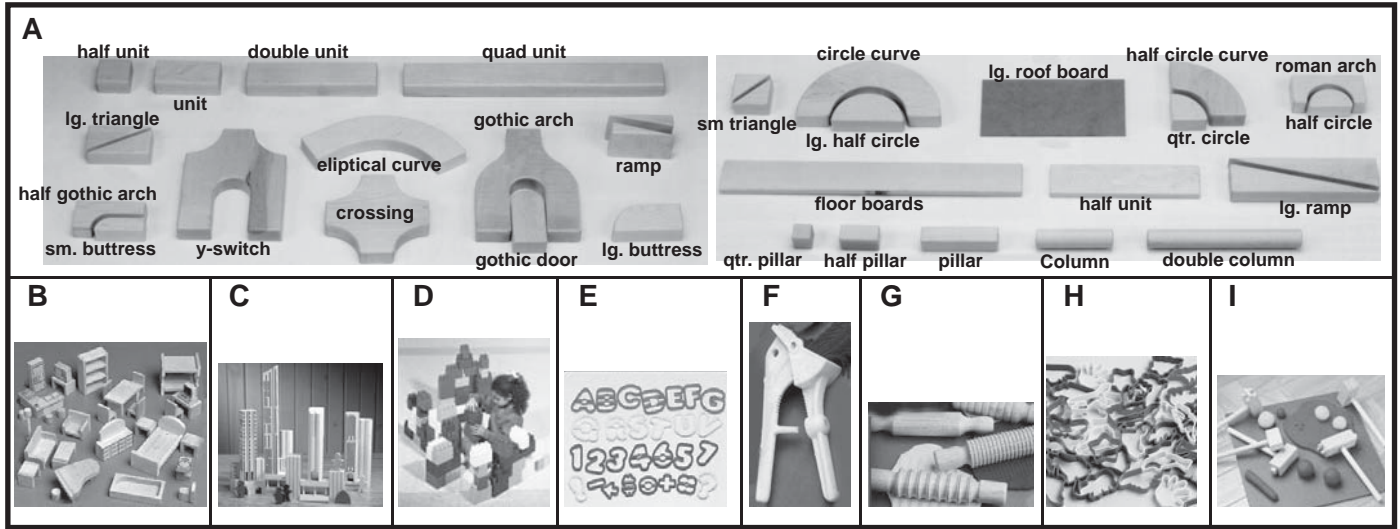 A
half unit
double unit
quad unit
unit
lg. triangle
eliptical curve
gothic arch
ramp
half gothic arch
crossing
sm. buttress
y-switch
gothic door
lg. buttress
circle curve
lg. roof board
half circle curve
roman arch
sm triangle
lg. half circle
qtr. circle
half circle
floor boards
half unit
lg. ramp
qtr. pillar
half pillar
pillar
Column
double column
B
C
D
E
F
G
H
I
ABCDEFG
RSTUV
1234567